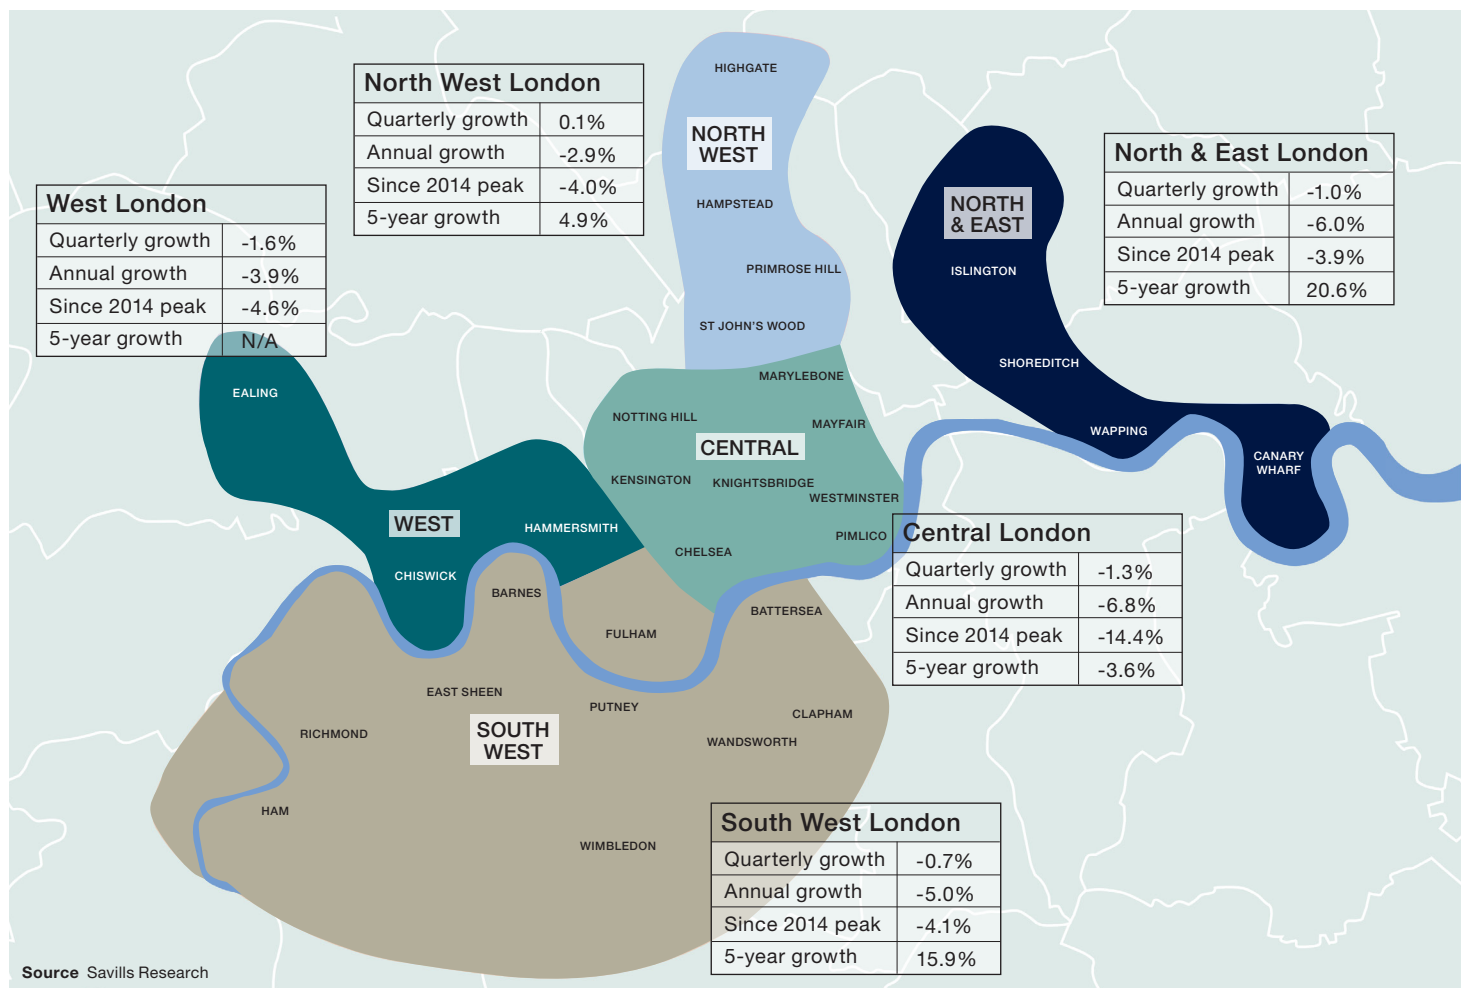 North West London
Quarterly growth 0.1%
Annual growth -2.9%
Since 2014 peak -4.0%
5-year growth 4.9%
West London
Quarterly growth -1.6%
Annual growth -3.9%
Since 2014 peak -4.6%
5-year growth N/A
North & East London
Quarterly growth -1.0%
Annual growth -6.0%
Since 2014 peak -3.9%
5-year growth 20.6%
HIGHGATE
NORTH
WEST
HAMPSTEAD
PRIMROSE HILL
ST JOHN'S WOOD
NORTH
& EAST
ISLINGTON
SHOREDITCH
WAPPING
CANARY
WHARF
MARYLEBONE
NOTTING HILL
MAYFAIR
CENTRAL
KENSINGTON
KNIGHTSBRIDGE
WESTMINSTER
PIMLICO
CHELSEA
EALING
WEST
HAMMERSMITH
CHISWICK
Central London
Quarterly growth -1.3%
Annual growth -6.8%
Since 2014 peak -14.4%
5-year growth -3.6%
BARNES
BATTERSEA
FULHAM
EAST SHEEN
PUTNEY
CLAPHAM
RICHMOND
SOUTH
WEST
WANDSWORTH
HAM
WIMBLEDON
South West London
Quarterly growth -0.7%
Annual growth -5.0%
Since 2014 peak -4.1%
5-year growth 15.9%
Source Savills Research